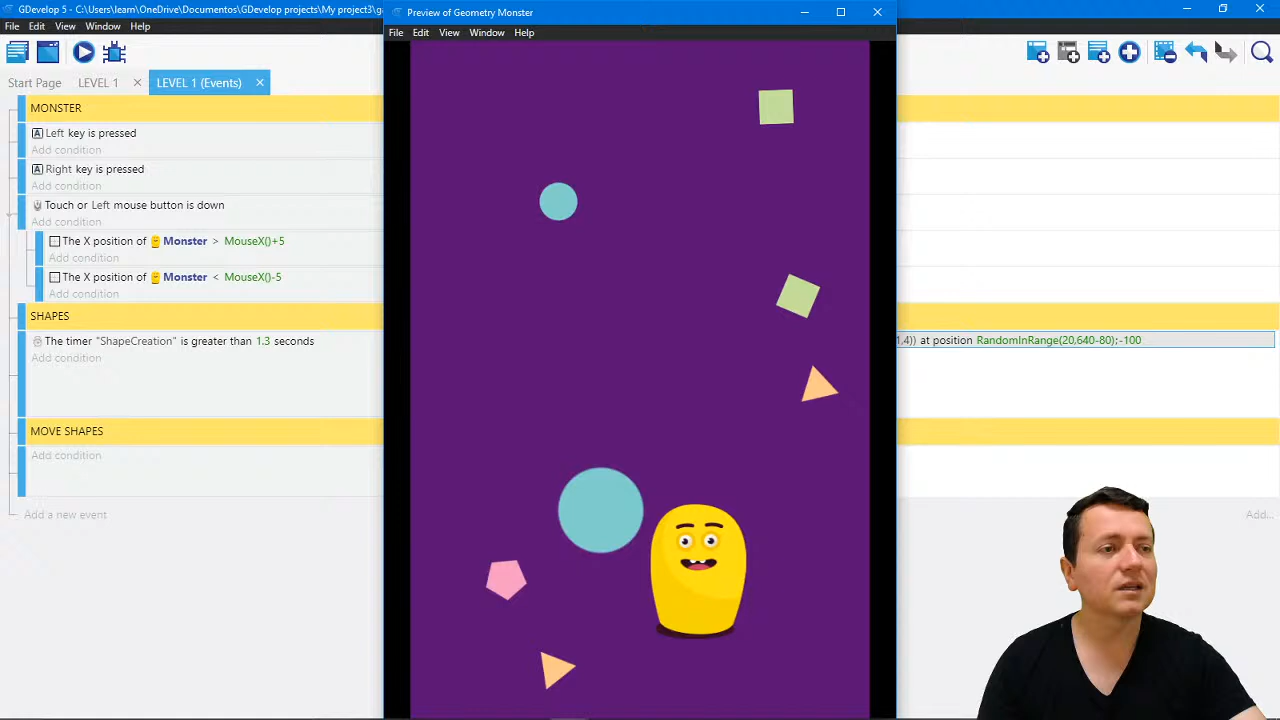 GDevelop 5 - C:\Users\learn\OneDrive\Documentos\GDevelop projects\My project3\g
Preview of Geometry Monster
File Edit View Window Help
File Edit View Window Help
Start Page LEVEL 1 LEVEL 1 (Events)
MONSTER
Left key is pressed
Add condition
Right key is pressed
Add condition
Touch or Left mouse button is down
Add condition
The X position of Monster > MouseX()+5
Add condition
The X position of Monster < MouseX()-5
Add condition
SHAPES
The timer "ShapeCreation" is greater than 1.3 seconds
1,4)) at position RandomInRange(20,640-80);-100
Add condition
MOVE SHAPES
Add condition
Add a new event
Add...